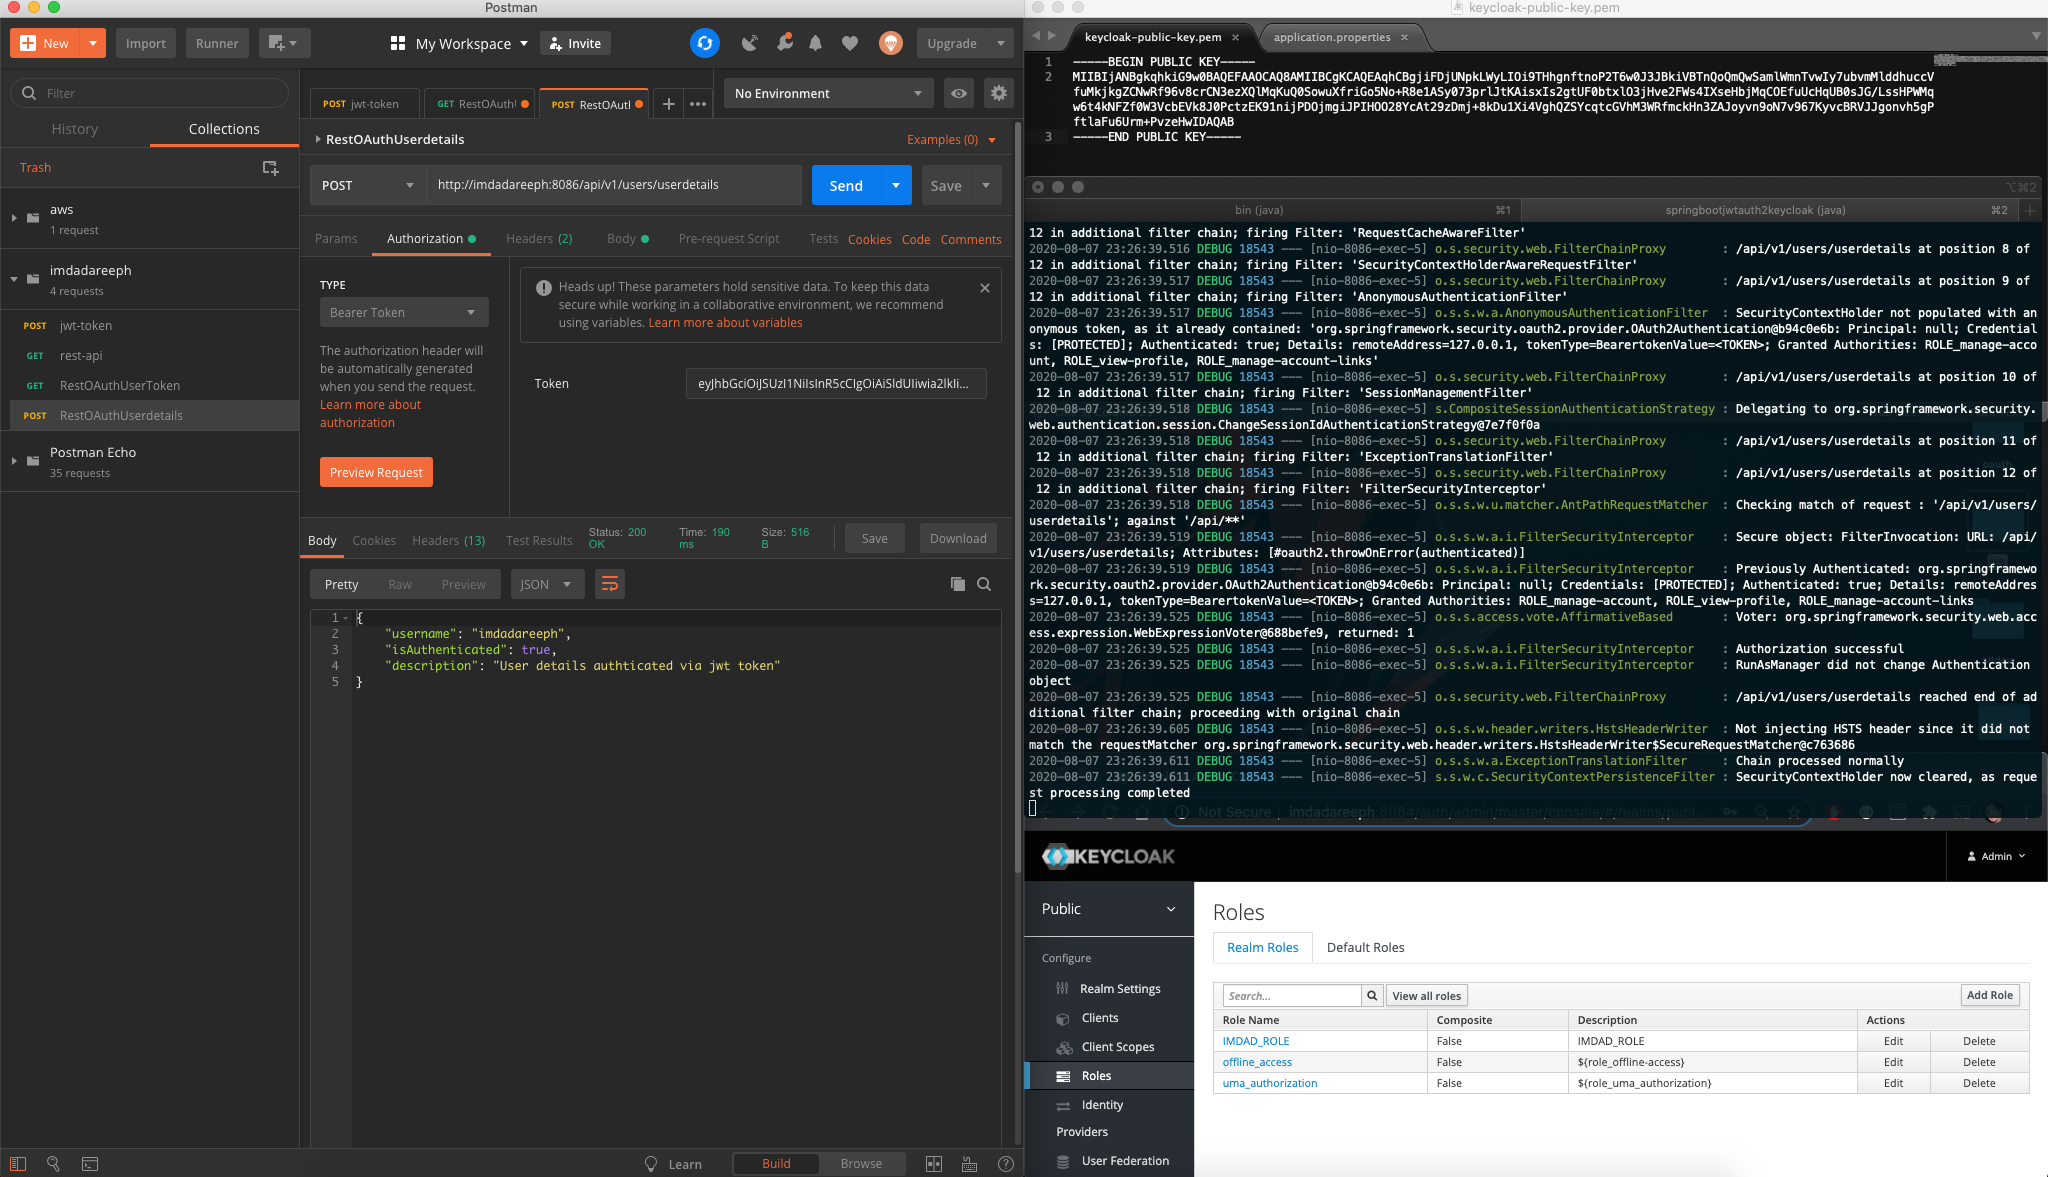 Postman
New
Import
Runner
My Workspace
Invite
Upgrade
Filter
History
Collections
Trash
aws
1 request
imdadareeph
4 requests
POST jwt-token
GET rest-api
GET RestOAuthUserToken
POST RestOAuthUserdetails
Postman Echo
35 requests
POST jwt-token
GET RestOAuthU
POST RestOAuth
No Environment
RestOAuthUserdetails
Examples (0)
POST
http://imdadareeph:8086/api/v1/users/userdetails
Send
Save
Params
Authorization
Headers (2)
Body
Pre-request Script
Tests
Cookies
Code
Comments
TYPE
Bearer Token
The authorization header will
be automatically generated
when you send the request.
Learn more about
authorization
Preview Request
Heads up! These parameters hold sensitive data. To keep this data
secure while working in a collaborative environment, we recommend
using variables. Learn more about variables
Token
Body
Cookies
Headers (13)
Test Results
Status: 200
OK
Time: 190
ms
Size: 516
B
Save
Download
Pretty
Raw
Preview
JSON
1 {
2 "username": "imdadareeph",
3 "isAuthenticated": true,
4 "description": "User details authticated via jwt token"
5 }
Learn
Build
Browse
keycloak-public-key.pem
keycloak-public-key.pem
application.properties
1 -----BEGIN PUBLIC KEY-----
2
3 -----END PUBLIC KEY-----
⌥⌘2
bin (java) ⌘1
springbootjwtauth2keycloak (java) ⌘2
12 in additional filter chain; firing Filter: 'RequestCacheAwareFilter'
2020-08-07 23:26:39.516 DEBUG 18543 --- [nio-8086-exec-5] o.s.security.web.FilterChainProxy : /api/v1/users/userdetails at position 8 of
12 in additional filter chain; firing Filter: 'SecurityContextHolderAwareRequestFilter'
2020-08-07 23:26:39.517 DEBUG 18543 --- [nio-8086-exec-5] o.s.security.web.FilterChainProxy : /api/v1/users/userdetails at position 9 of
12 in additional filter chain; firing Filter: 'AnonymousAuthenticationFilter'
2020-08-07 23:26:39.517 DEBUG 18543 --- [nio-8086-exec-5] o.s.s.w.a.AnonymousAuthenticationFilter : SecurityContextHolder not populated with an
onymous token, as it already contained: 'org.springframework.security.oauth2.provider.OAuth2Authentication@b94c0e6b: Principal: null; Credential
s: [PROTECTED]; Authenticated: true; Details: remoteAddress=127.0.0.1, tokenType=BearertokenValue=<TOKEN>; Granted Authorities: ROLE_manage-acco
unt, ROLE_view-profile, ROLE_manage-account-links'
2020-08-07 23:26:39.517 DEBUG 18543 --- [nio-8086-exec-5] o.s.security.web.FilterChainProxy : /api/v1/users/userdetails at position 10 of
12 in additional filter chain; firing Filter: 'SessionManagementFilter'
2020-08-07 23:26:39.518 DEBUG 18543 --- [nio-8086-exec-5] s.CompositeSessionAuthenticationStrategy : Delegating to org.springframework.security.
web.authentication.session.ChangeSessionIdAuthenticationStrategy@7e7f0f0a
2020-08-07 23:26:39.518 DEBUG 18543 --- [nio-8086-exec-5] o.s.security.web.FilterChainProxy : /api/v1/users/userdetails at position 11 of
12 in additional filter chain; firing Filter: 'ExceptionTranslationFilter'
2020-08-07 23:26:39.518 DEBUG 18543 --- [nio-8086-exec-5] o.s.security.web.FilterChainProxy : /api/v1/users/userdetails at position 12 of
12 in additional filter chain; firing Filter: 'FilterSecurityInterceptor'
2020-08-07 23:26:39.518 DEBUG 18543 --- [nio-8086-exec-5] o.s.s.w.u.matcher.AntPathRequestMatcher : Checking match of request : '/api/v1/users/
userdetails'; against '/api/**'
2020-08-07 23:26:39.519 DEBUG 18543 --- [nio-8086-exec-5] o.s.s.w.a.i.FilterSecurityInterceptor : Secure object: FilterInvocation: URL: /api/
v1/users/userdetails; Attributes: [#oauth2.throwOnError(authenticated)]
2020-08-07 23:26:39.519 DEBUG 18543 --- [nio-8086-exec-5] o.s.s.w.a.i.FilterSecurityInterceptor : Previously Authenticated: org.springframewo
rk.security.oauth2.provider.OAuth2Authentication@b94c0e6b: Principal: null; Credentials: [PROTECTED]; Authenticated: true; Details: remoteAddres
s=127.0.0.1, tokenType=BearertokenValue=<TOKEN>; Granted Authorities: ROLE_manage-account, ROLE_view-profile, ROLE_manage-account-links
2020-08-07 23:26:39.525 DEBUG 18543 --- [nio-8086-exec-5] o.s.s.access.vote.AffirmativeBased : Voter: org.springframework.security.web.acc
ess.expression.WebExpressionVoter@688befe9, returned: 1
2020-08-07 23:26:39.525 DEBUG 18543 --- [nio-8086-exec-5] o.s.s.w.a.i.FilterSecurityInterceptor : Authorization successful
2020-08-07 23:26:39.525 DEBUG 18543 --- [nio-8086-exec-5] o.s.s.w.a.i.FilterSecurityInterceptor : RunAsManager did not change Authentication
object
2020-08-07 23:26:39.525 DEBUG 18543 --- [nio-8086-exec-5] o.s.security.web.FilterChainProxy : /api/v1/users/userdetails reached end of ad
ditional filter chain; proceeding with original chain
2020-08-07 23:26:39.605 DEBUG 18543 --- [nio-8086-exec-5] o.s.s.w.header.writers.HstsHeaderWriter : Not injecting HSTS header since it did not
match the requestMatcher org.springframework.security.web.header.writers.HstsHeaderWriter$SecureRequestMatcher@c763686
2020-08-07 23:26:39.611 DEBUG 18543 --- [nio-8086-exec-5] o.s.s.w.a.ExceptionTranslationFilter : Chain processed normally
2020-08-07 23:26:39.611 DEBUG 18543 --- [nio-8086-exec-5] s.s.w.c.SecurityContextPersistenceFilter : SecurityContextHolder now cleared, as reque
st processing completed
Not Secure imdadareeph:8084/auth/admin/master/console/#/realms/publ...
KEYCLOAK
Admin
Public
Configure
Realm Settings
Clients
Client Scopes
Roles
Identity
Providers
User Federation
Roles
Realm Roles
Default Roles
Search...
View all roles
Add Role
Role Name Composite Description Actions
IMDAD_ROLE False IMDAD_ROLE Edit Delete
offline_access False ${role_offline-access} Edit Delete
uma_authorization False ${role_uma_authorization} Edit Delete